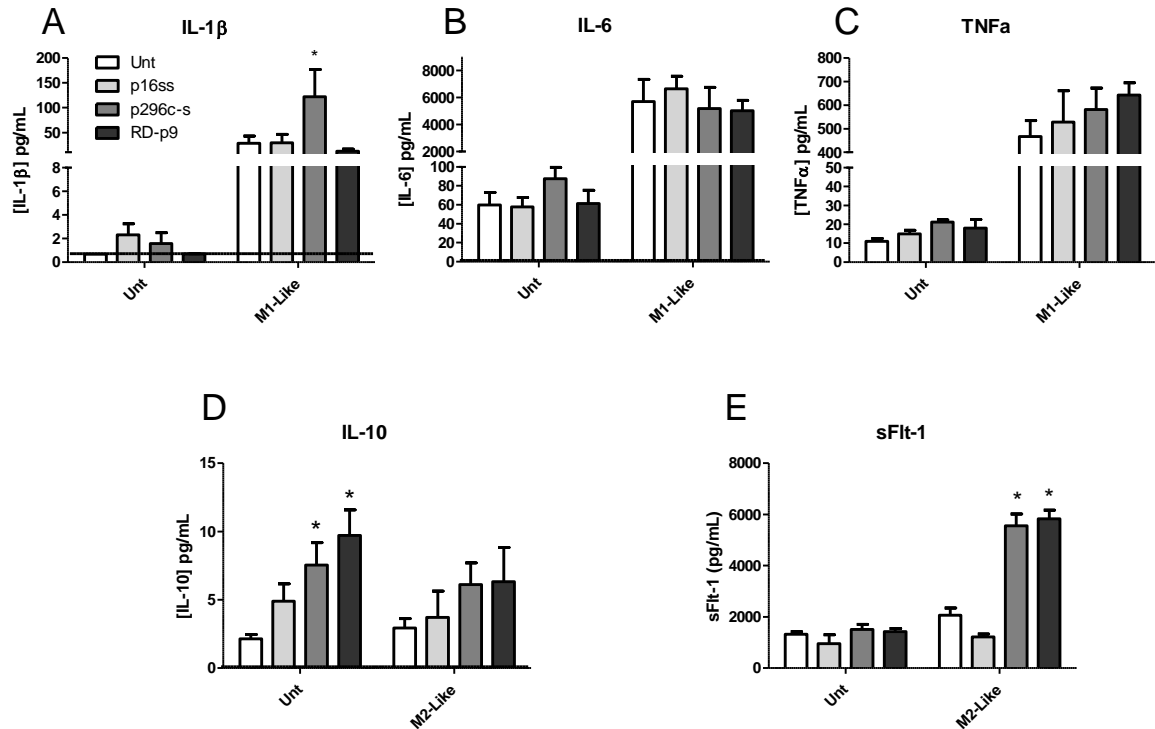 A
IL-1β
[IL-1β] pg/mL
200
150
100
50
8
6
4
2
0
Unt
p16ss
p296c-s
RD-p9
*
Unt
M1-Like
B
IL-6
[IL-6] pg/mL
8000
6000
4000
2000
100
80
60
40
20
0
Unt
M1-Like
C
TNFa
[TNFα] pg/mL
800
700
600
500
400
50
40
30
20
10
0
Unt
M1-Like
D
IL-10
[IL-10] pg/mL
15
10
5
0
* *
Unt
M2-Like
E
sFlt-1
sFlt-1 (pg/mL)
8000
6000
4000
2000
0
* *
Unt
M2-Like